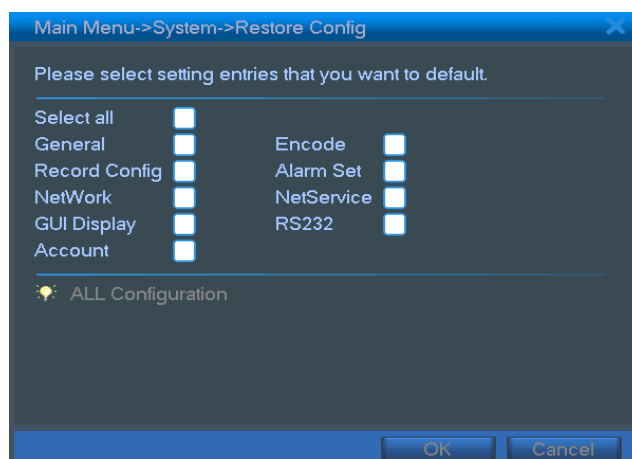 Main Menu->System->Restore Config
Please select setting entries that you want to default.
Select all
General Encode
Record Config Alarm Set
NetWork NetService
GUI Display RS232
Account
ALL Configuration
OK Cancel